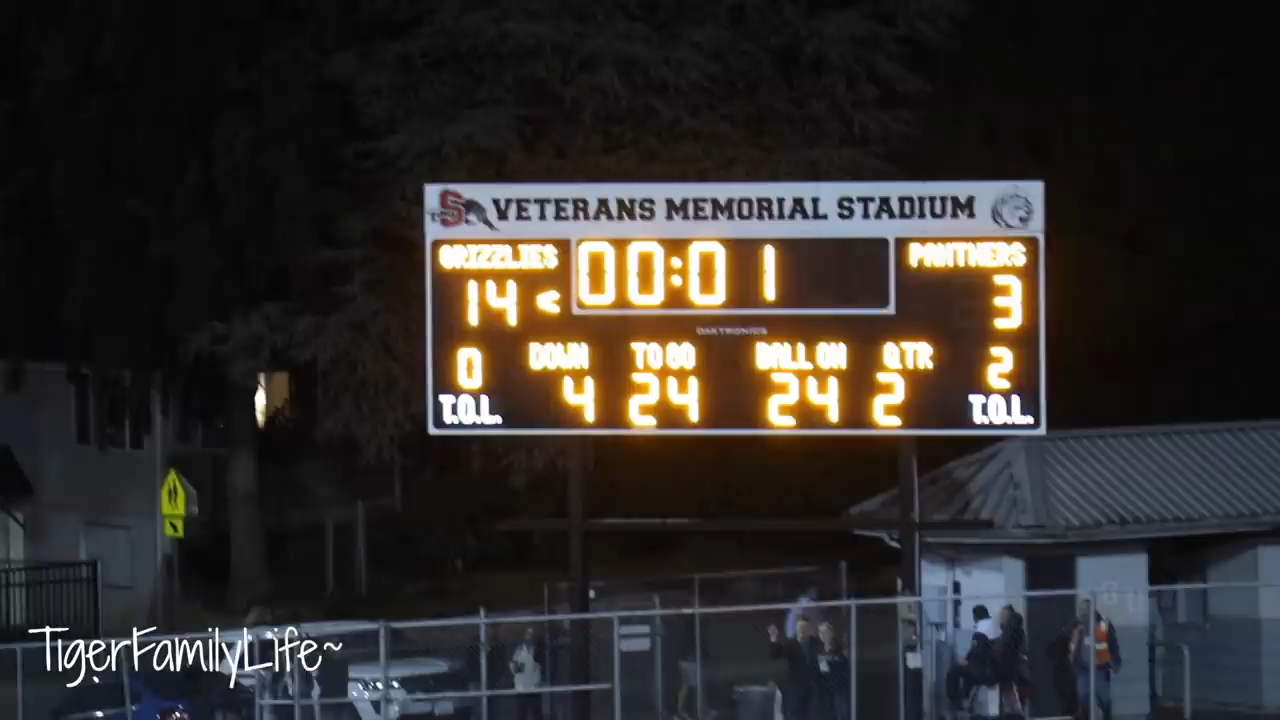 S VETERANS MEMORIAL STADIUM
GRIZZLIES 00:01 PANTHERS
14 < 3
DAKTRONICS
DOWN TO GO BALL ON QTR
0 4 24 24 2 2
T.O.L. T.O.L.
TigerFamilyLife~